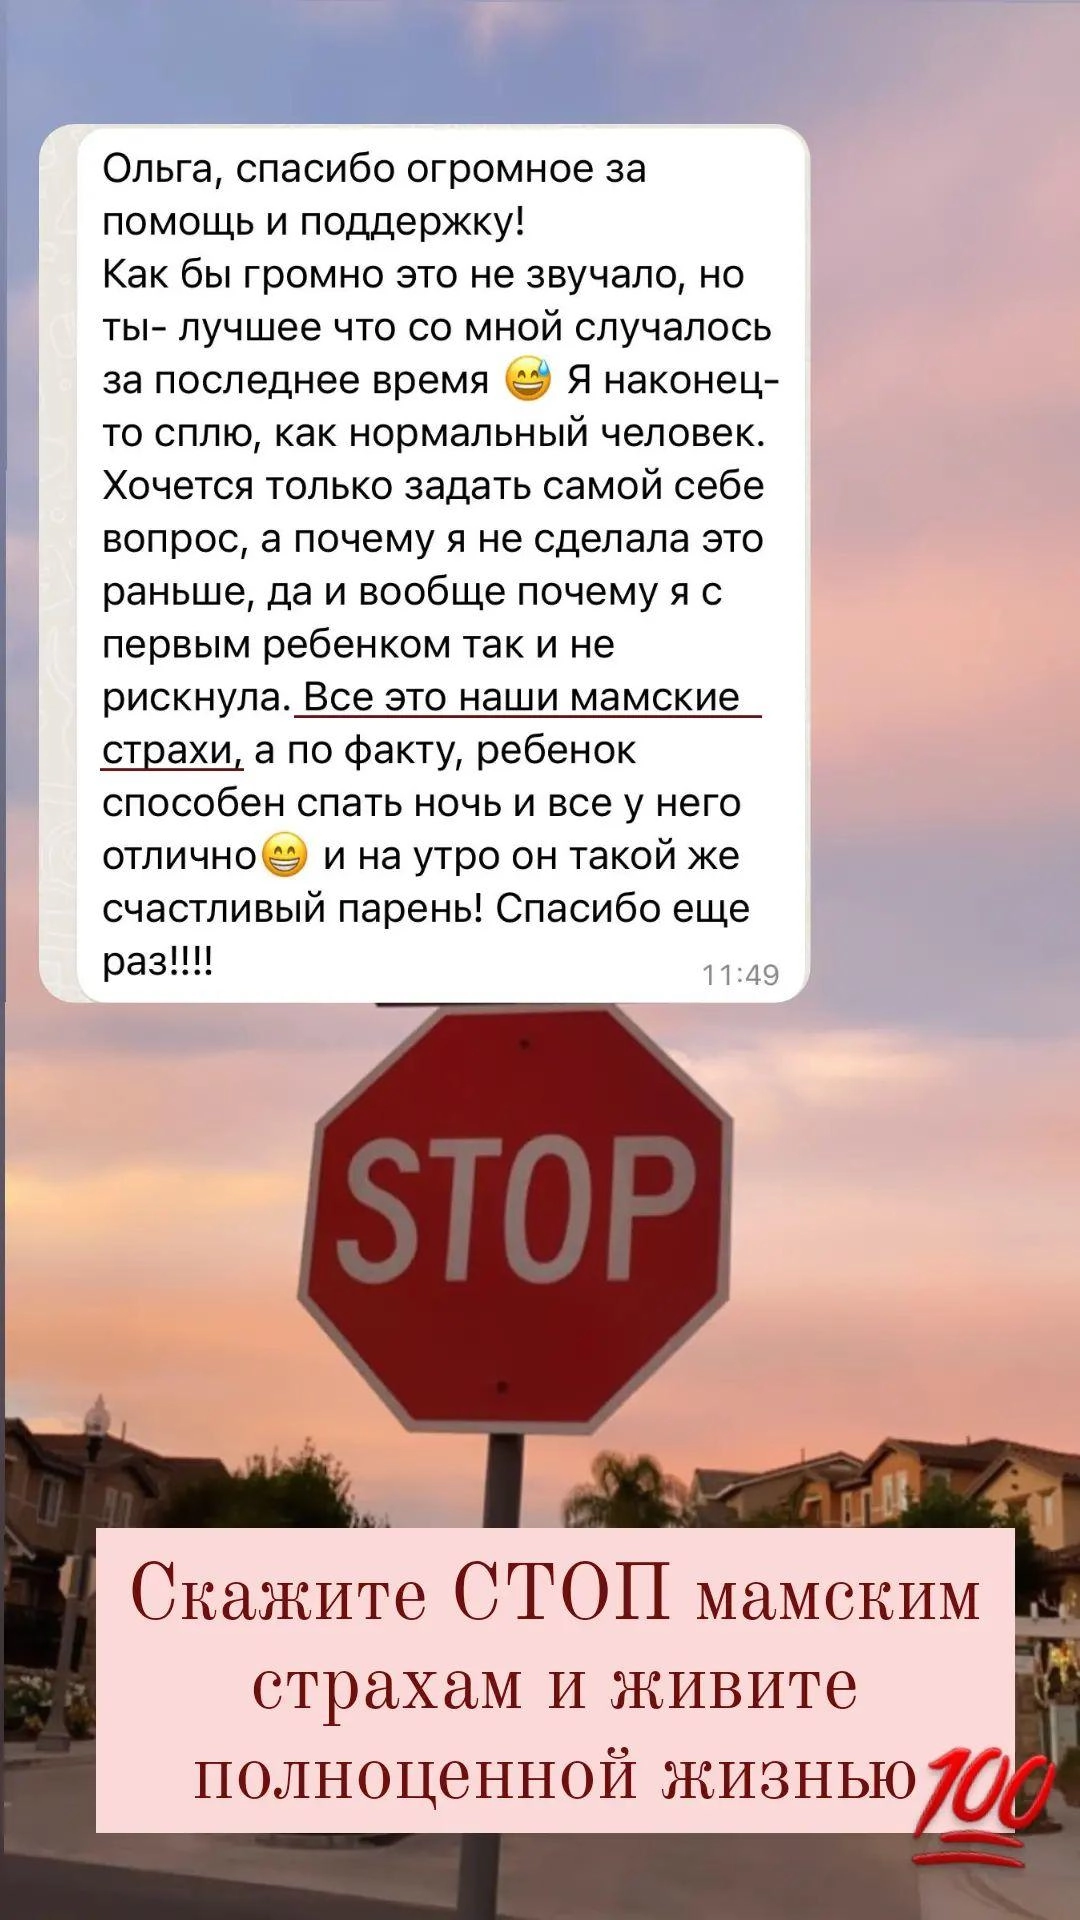 Ольга, спасибо огромное за
помощь и поддержку!
Как бы громно это не звучало, но
ты- лучшее что со мной случалось
за последнее время 😅 Я наконец-
то сплю, как нормальный человек.
Хочется только задать самой себе
вопрос, а почему я не сделала это
раньше, да и вообще почему я с
первым ребенком так и не
рискнула. Все это наши мамские
страхи, а по факту, ребенок
способен спать ночь и все у него
отлично😁 и на утро он такой же
счастливый парень! Спасибо еще
раз!!!!
11:49
STOP
Скажите СТОП мамским
страхам и живите
полноценной жизнью💯